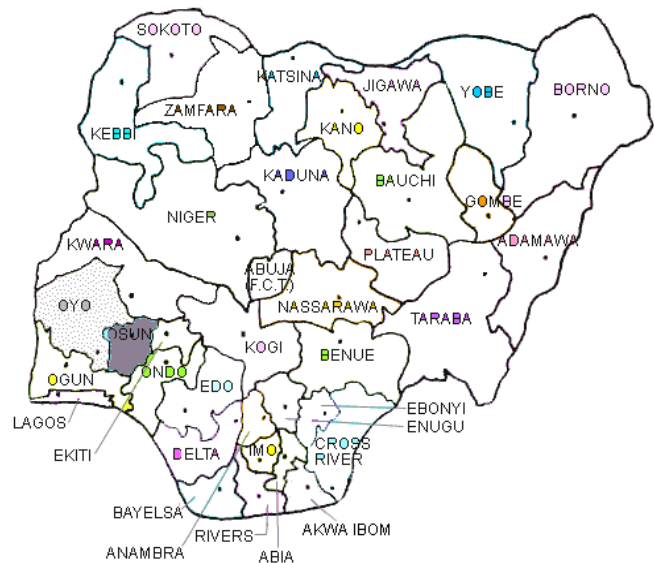 SOKOTO
KATSINA
JIGAWA
YOBE
BORNO
ZAMFARA
KEBBI
KANO
KADUNA
BAUCHI
GOMBE
NIGER
KWARA
PLATEAU
ADAMAWA
ABUJA
(F.C.T.)
NASSARAWA
OYO
TARABA
OSUN
KOGI
BENUE
OGUN
ONDO
EDO
LAGOS
EBONYI
ENUGU
EKITI
DELTA
IMO
CROSS
RIVER
BAYELSA
RIVERS
AKWA IBOM
ANAMBRA
ABIA